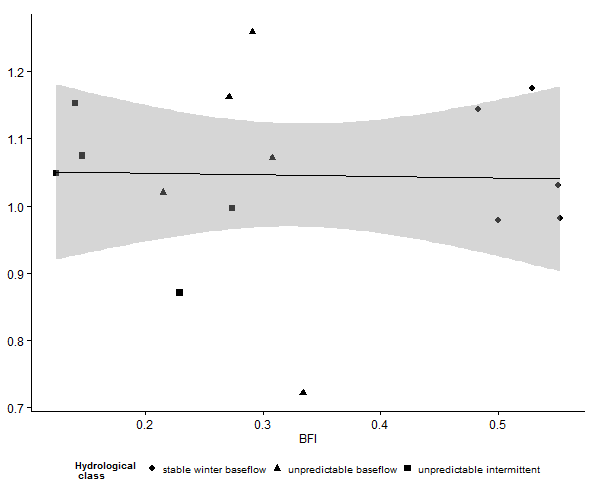 1.2
1.1
1.0
0.9
0.8
0.7
0.2 0.3 0.4 0.5
BFI
Hydrological
class
stable winter baseflow unpredictable baseflow unpredictable intermittent